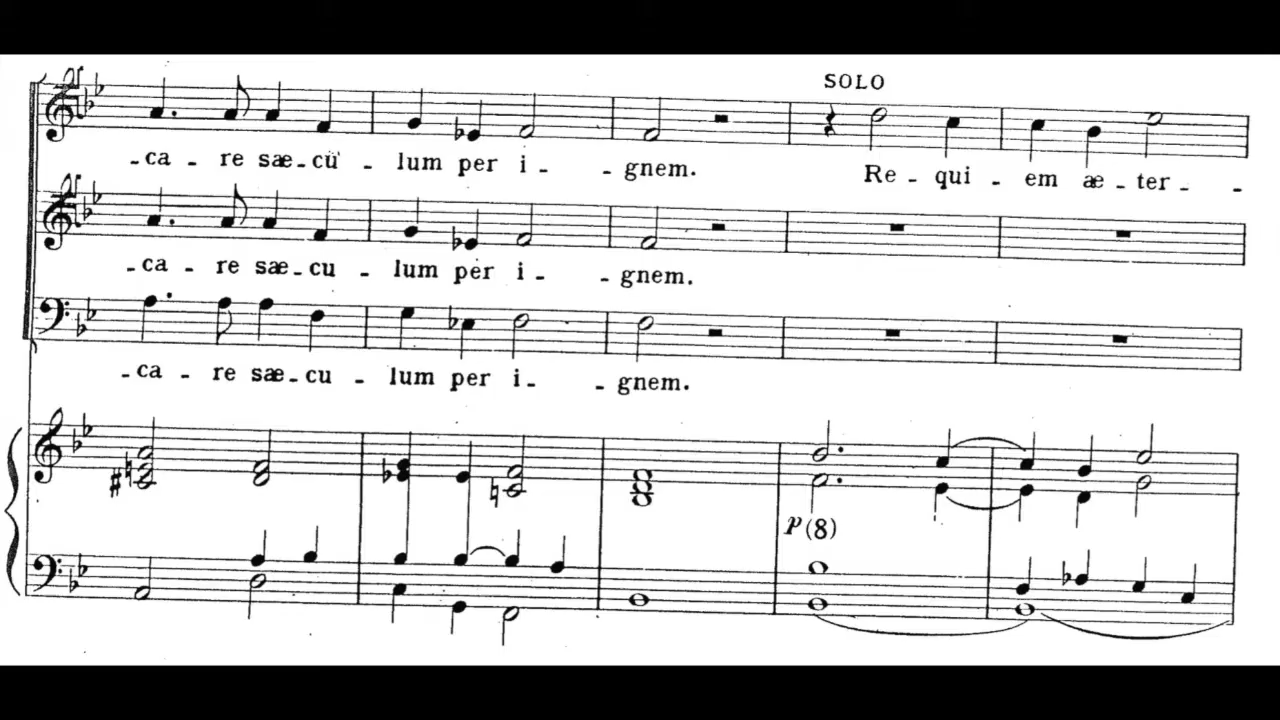 SOLO
-ca - re sæ-cu - lum per i - - gnem. Re - qui - em æ - ter - -
-ca - re sæ-cu - lum per i - - gnem.
-ca - re sæ-cu - lum per i - - gnem.
p (8)